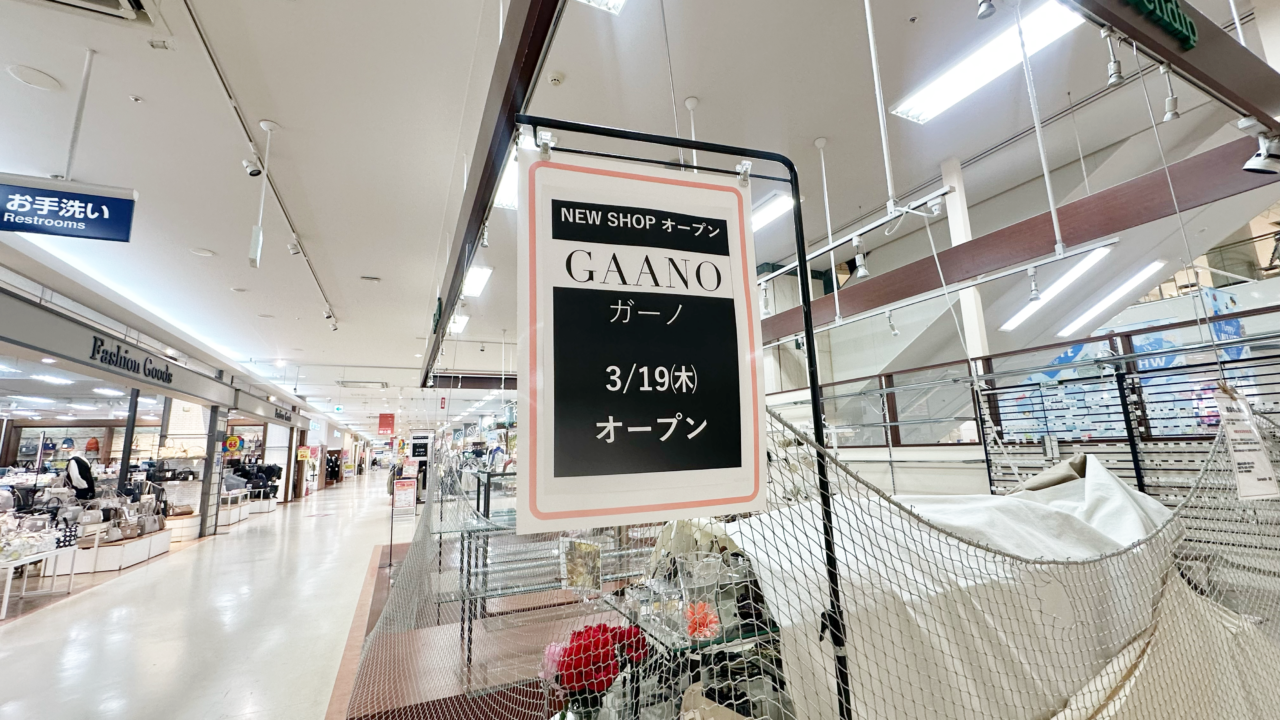 お手洗い
Restrooms
Fashion Goods
NEW SHOP オープン
GAANO
ガーノ
3/19㈭
オープン